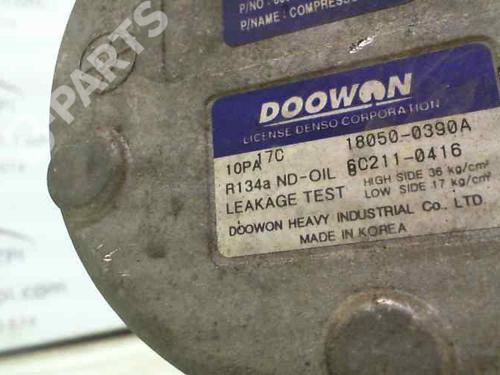 P/NO :
P/NAME : COMPRESS
DOOWON
LICENSE DENSO CORPORATION
10PA17C 18050-0390A
R134a ND-OIL 8 6C211-0416
LEAKAGE TEST HIGH SIDE 36 kg/cm²
LOW SIDE 17 kg/cm²
DOOWON HEAVY INDUSTRIAL Co., LTD
MADE IN KOREA
PARTS